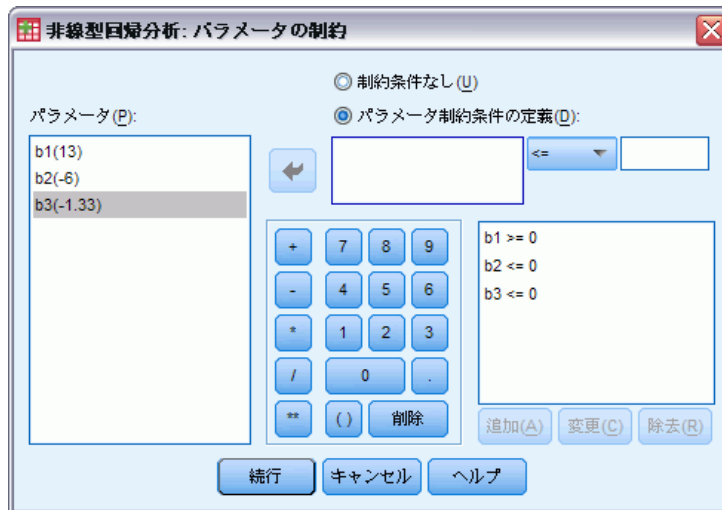 非線型回帰分析: パラメータの制約
制約条件なし(U)
パラメータ(P):
パラメータ制約条件の定義(D):
b1(13)
b2(-6)
b3(-1.33)
<=
+ 7 8 9
- 4 5 6
* 1 2 3
/ 0 .
** ( ) 削除
b1 >= 0
b2 <= 0
b3 <= 0
追加(A) 変更(C) 除去(R)
続行 キャンセル ヘルプ